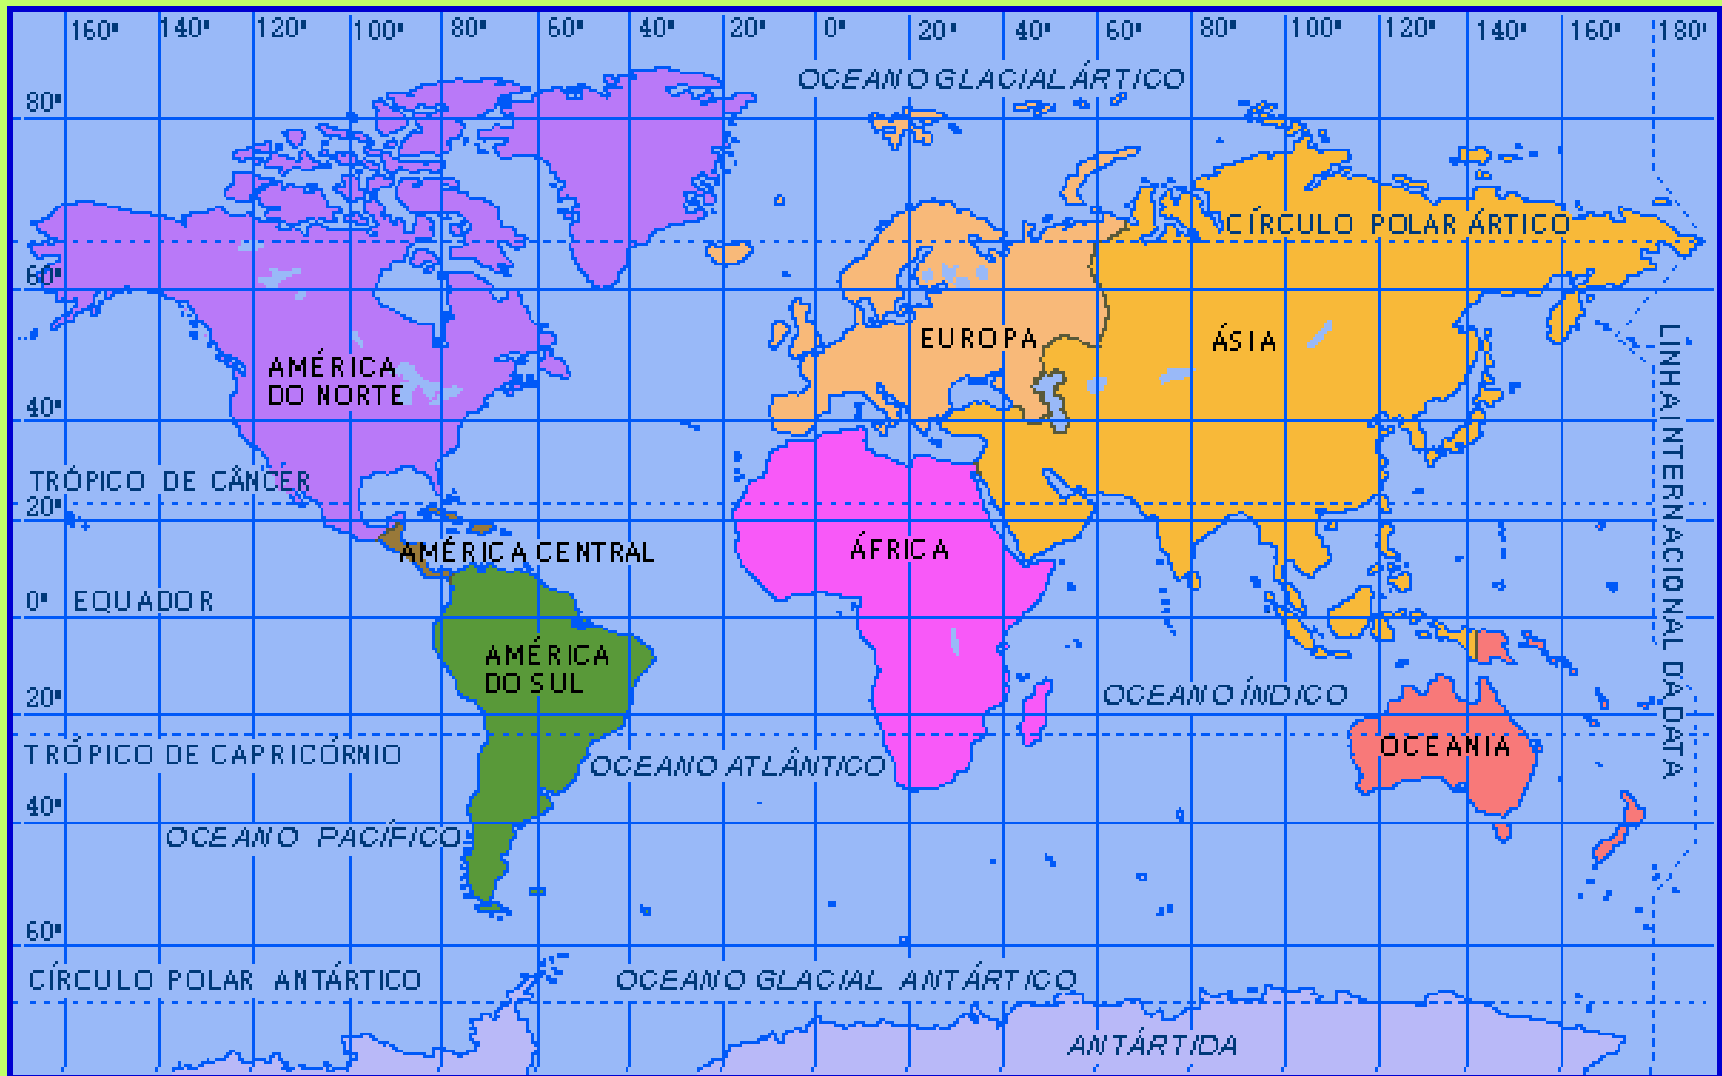 160° 140° 120° 100° 80° 60° 40° 20° 0° 20° 40° 60° 80° 100° 120° 140° 160° 180°
OCEANO GLACIAL ÁRTICO
80°
CÍRCULO POLAR ÁRTICO
60°
EUROPA
ÁSIA
AMÉRICA
DO NORTE
40°
TRÓPICO DE CÂNCER
20°
AMÉRICA CENTRAL
ÁFRICA
0° EQUADOR
LINHA INTERNACIONAL DA DATA
AMÉRICA
DO SUL
20°
OCEANO ÍNDICO
TRÓPICO DE CAPRICÓRNIO
OCEANIA
OCEANO ATLÂNTICO
40°
OCEANO PACÍFICO
60°
CÍRCULO POLAR ANTÁRTICO
OCEANO GLACIAL ANTÁRTICO
ANTÁRTIDA